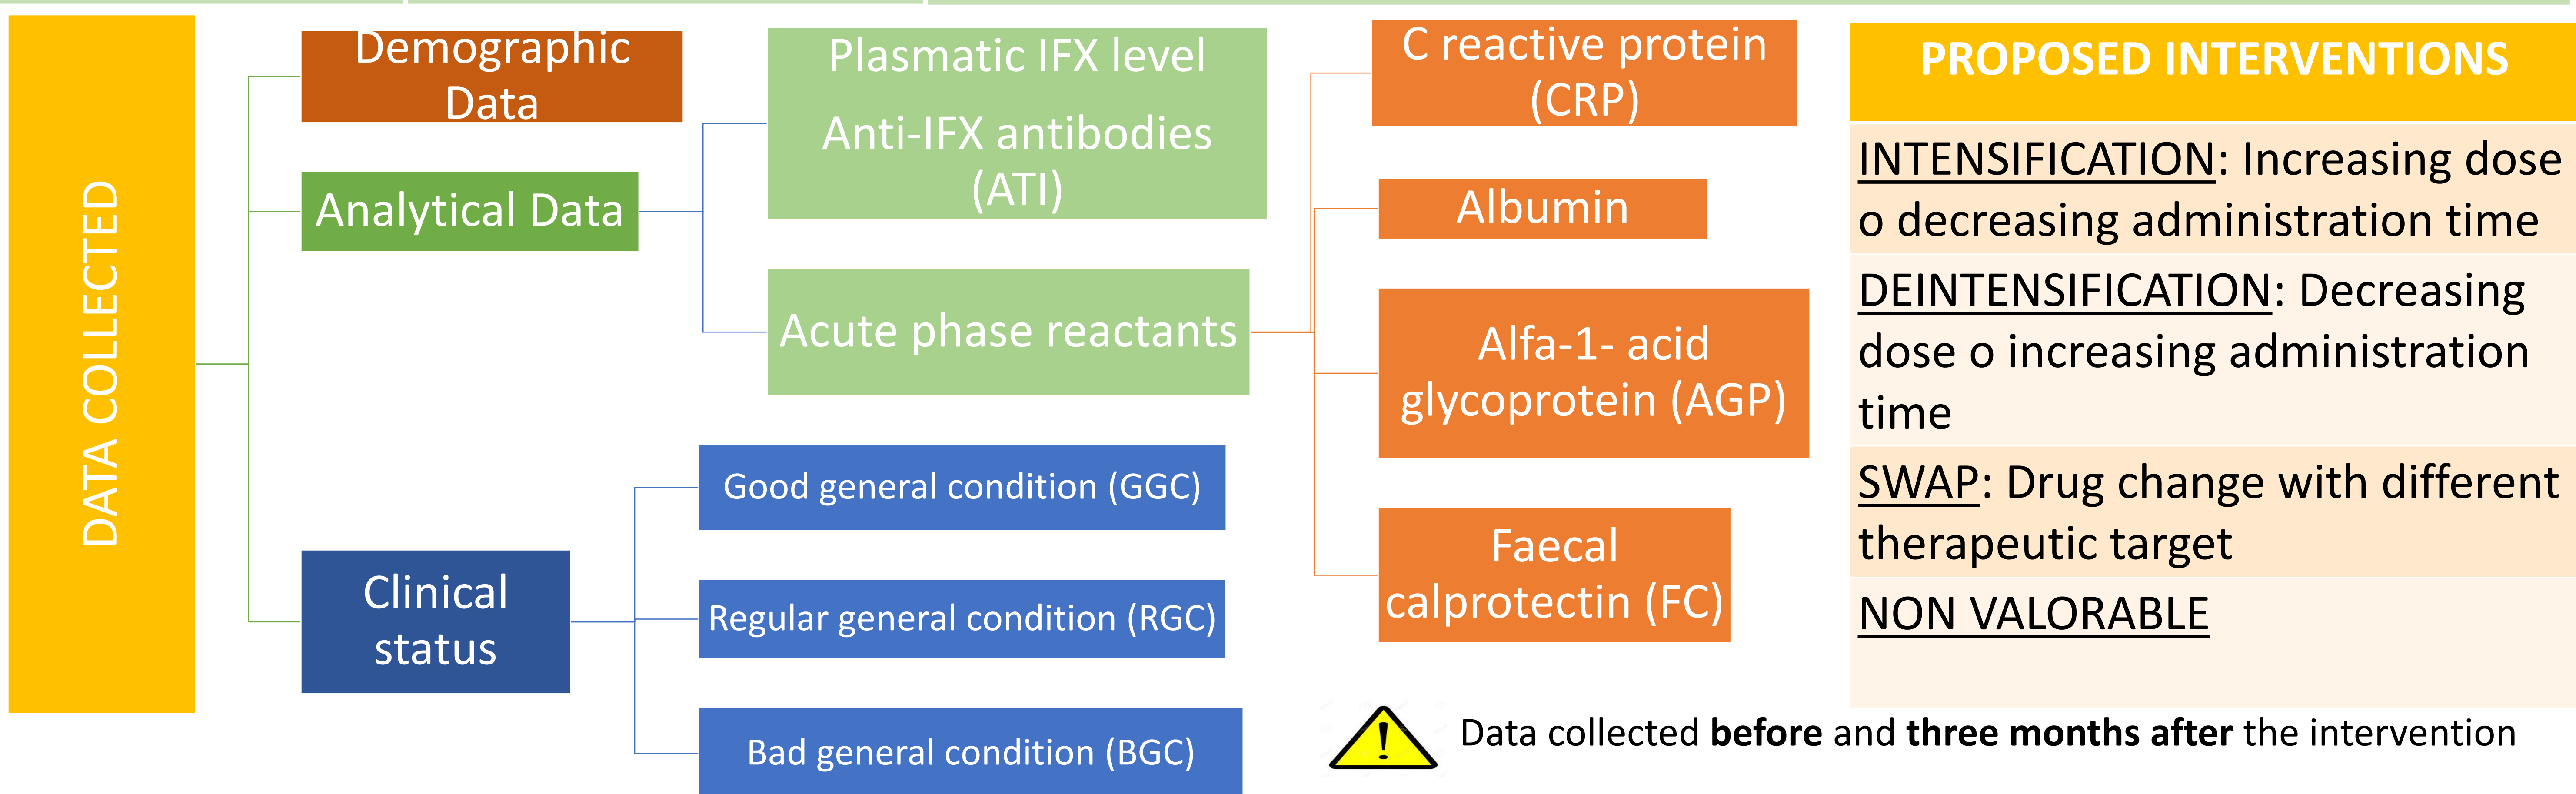 DATA COLLECTED
Demographic
Data
Analytical Data
Clinical
status
Plasmatic IFX level
Anti-IFX antibodies
(ATI)
Acute phase reactants
Good general condition (GGC)
Regular general condition (RGC)
Bad general condition (BGC)
C reactive protein
(CRP)
Albumin
Alfa-1- acid
glycoprotein (AGP)
Faecal
calprotectin (FC)
PROPOSED INTERVENTIONS
INTENSIFICATION: Increasing dose
o decreasing administration time
DEINTENSIFICATION: Decreasing
dose o increasing administration
time
SWAP: Drug change with different
therapeutic target
NON VALORABLE
Data collected before and three months after the intervention